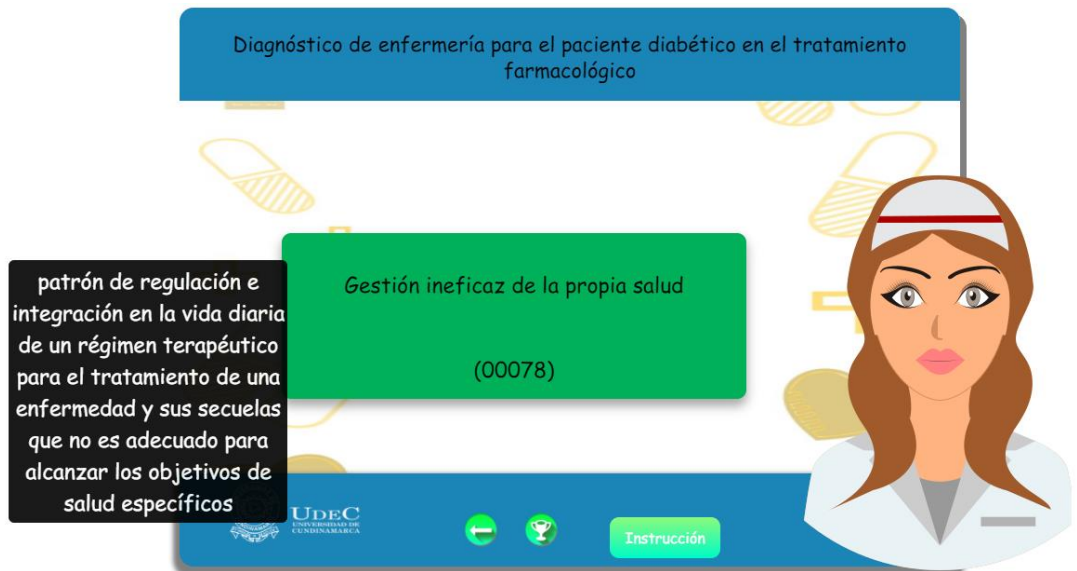 Diagnóstico de enfermería para el paciente diabético en el tratamiento
farmacológico
Gestión ineficaz de la propia salud
(00078)
patrón de regulación e
integración en la vida diaria
de un régimen terapéutico
para el tratamiento de una
enfermedad y sus secuelas
que no es adecuado para
alcanzar los objetivos de
salud específicos
UDEC
UNIVERSIDAD DE
CUNDINAMARCA
Instrucción